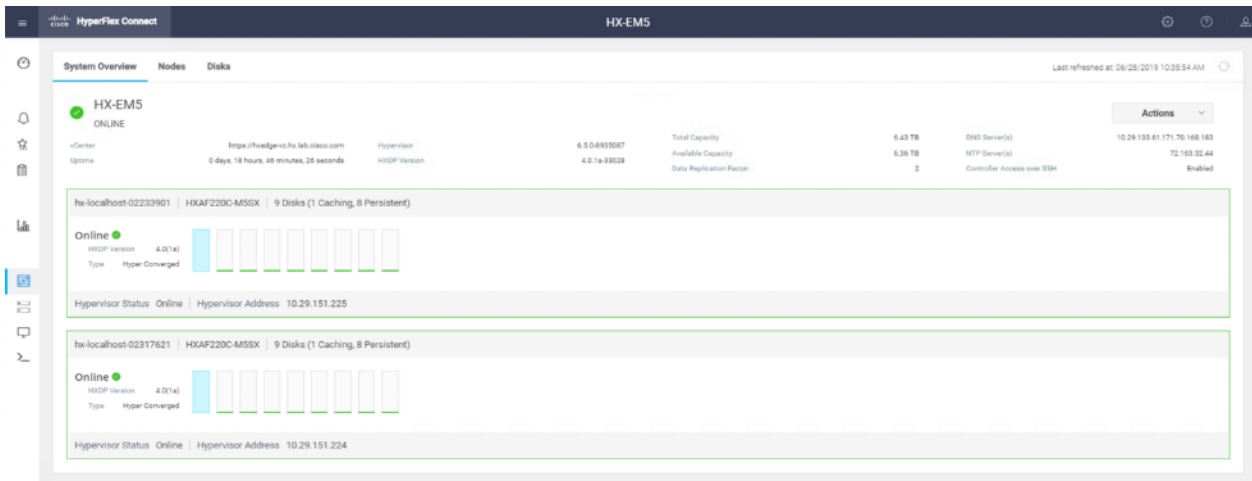 cisco HyperFlex Connect HX-EM5
System Overview Nodes Disks Last refreshed at: 06/28/2019 10:35:54 AM
HX-EM5
ONLINE
Actions
vCenter https://hxedge-vc.hx.lab.cisco.com Hypervisor 6.5.0-8935087 Total Capacity 6.43 TB DNS Server(s) 10.29.133.61,171.70.168.183
Uptime 0 days, 18 hours, 46 minutes, 26 seconds HXDP Version 4.0.1a-33028 Available Capacity 6.36 TB NTP Server(s) 72.163.32.44
Data Replication Factor 2 Controller Access over SSH Enabled
hx-localhost-02233901 | HXAF220C-M5SX | 9 Disks (1 Caching, 8 Persistent)
Online
HXDP Version 4.0(1a)
Type Hyper Converged
Hypervisor Status Online | Hypervisor Address 10.29.151.225
hx-localhost-02317621 | HXAF220C-M5SX | 9 Disks (1 Caching, 8 Persistent)
Online
HXDP Version 4.0(1a)
Type Hyper Converged
Hypervisor Status Online | Hypervisor Address 10.29.151.224